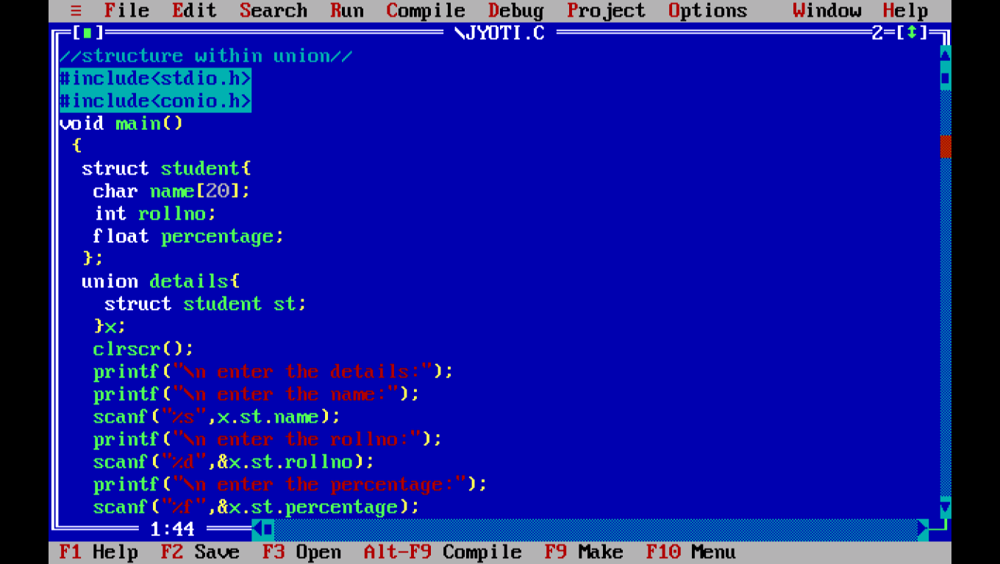 ≡ File Edit Search Run Compile Debug Project Options Window Help
[■] \JYOTI.C 2=[↕]
//structure within union//
#include<stdio.h>
#include<conio.h>
void main()
{
struct student{
char name[20];
int rollno;
float percentage;
};
union details{
struct student st;
}x;
clrscr();
printf("\n enter the details:");
printf("\n enter the name:");
scanf("%s",x.st.name);
printf("\n enter the rollno:");
scanf("%d",&x.st.rollno);
printf("\n enter the percentage:");
scanf("%f",&x.st.percentage);
1:44
F1 Help F2 Save F3 Open Alt-F9 Compile F9 Make F10 Menu